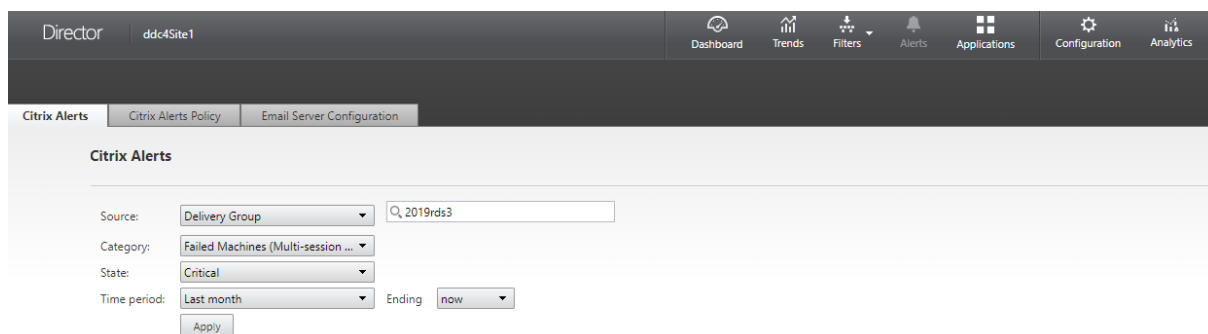 Director ddc4Site1
Dashboard Trends Filters Alerts Applications Configuration Analytics
Citrix Alerts Citrix Alerts Policy Email Server Configuration
Citrix Alerts
Source: Delivery Group 2019rds3
Category: Failed Machines (Multi-session ...
State: Critical
Time period: Last month Ending now
Apply